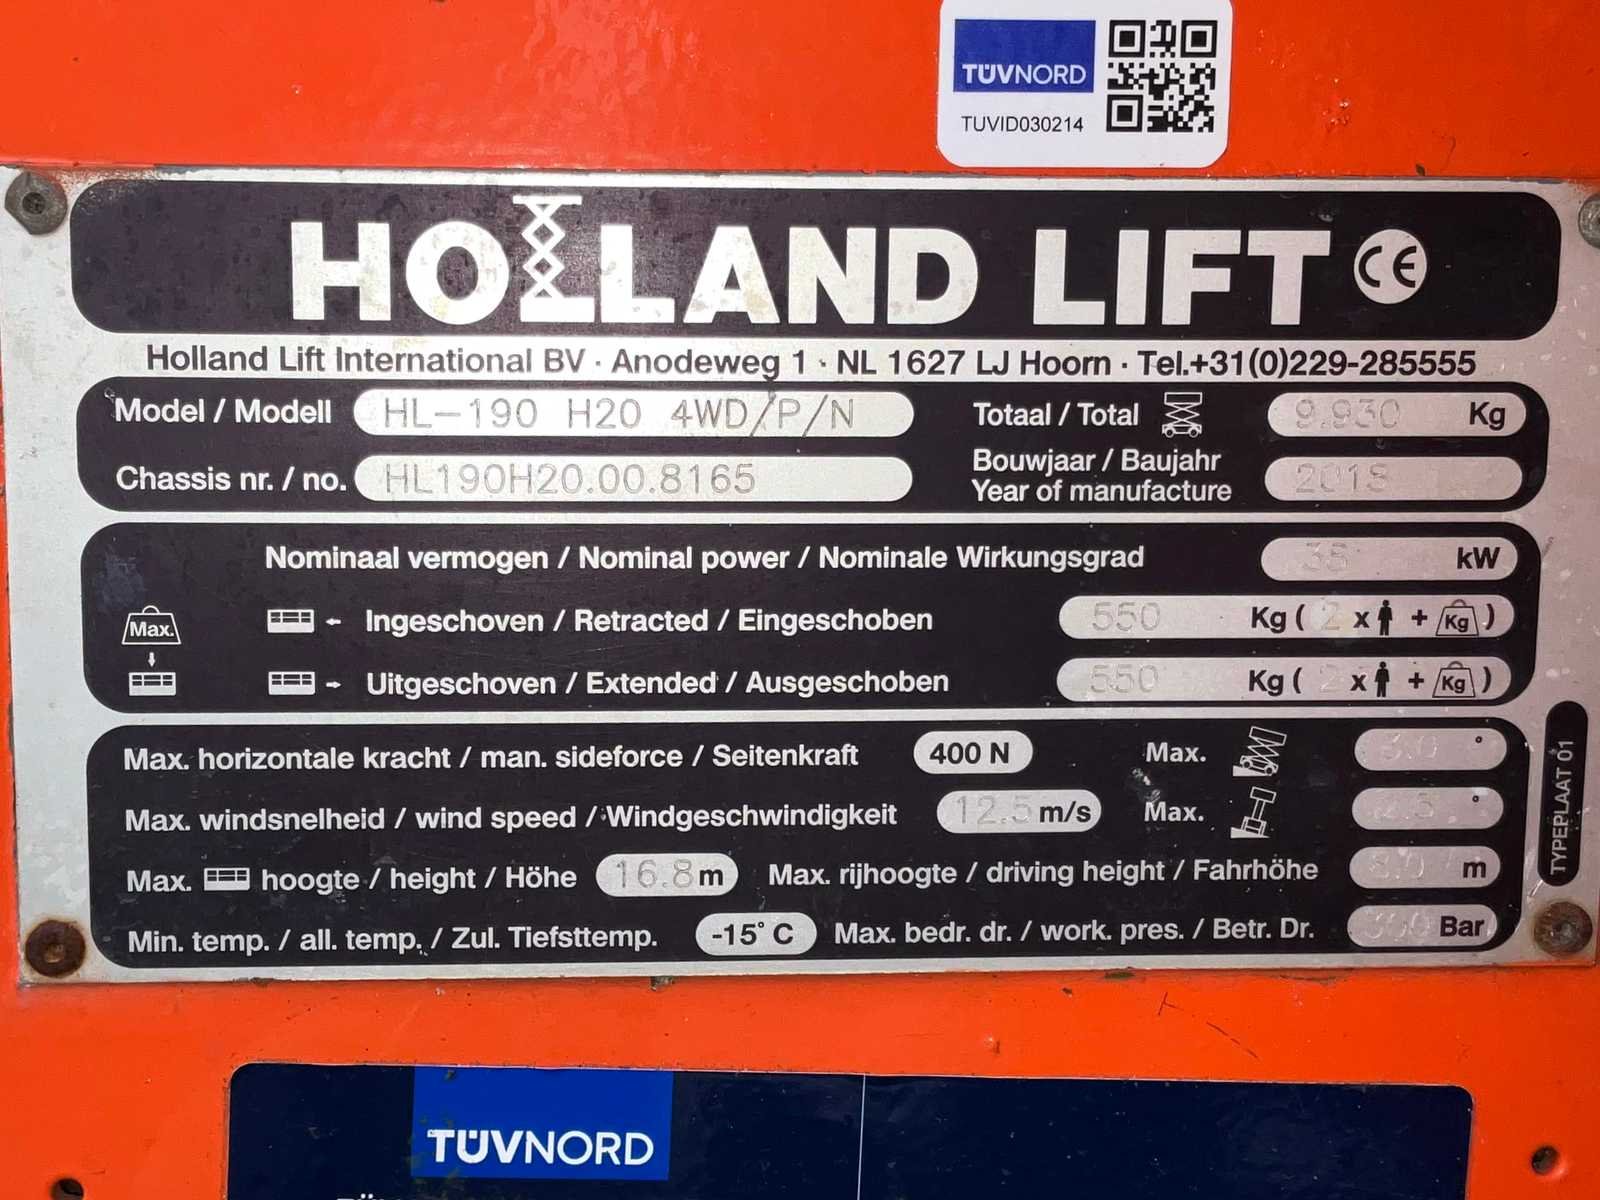 TÜVNORD
TUVID030214
HOLLAND LIFT CE
Holland Lift International BV · Anodeweg 1 · NL 1627 LJ Hoorn · Tel.+31(0)229-285555
Model / Modell HL-190 H20 4WD/P/N Totaal / Total 9.930 Kg
Chassis nr. / no. HL190H20.00.8165 Bouwjaar / Baujahr
Year of manufacture 2018
Nominaal vermogen / Nominal power / Nominale Wirkungsgrad kW
Max. Ingeschoven / Retracted / Eingeschoben 550 Kg ( 2 x + Kg )
Uitgeschoven / Extended / Ausgeschoben 550 Kg ( 2 x + Kg )
Max. horizontale kracht / man. sideforce / Seitenkraft 400 N Max. °
Max. windsnelheid / wind speed / Windgeschwindigkeit 12.5 m/s Max. °
Max. hoogte / height / Höhe 16.8 m Max. rijhoogte / driving height / Fahrhöhe 8.0 m
Min. temp. / all. temp. / Zul. Tiefsttemp. -15° C Max. bedr. dr. / work. pres. / Betr. Dr. Bar
TYPEPLAAT 01
TÜVNORD